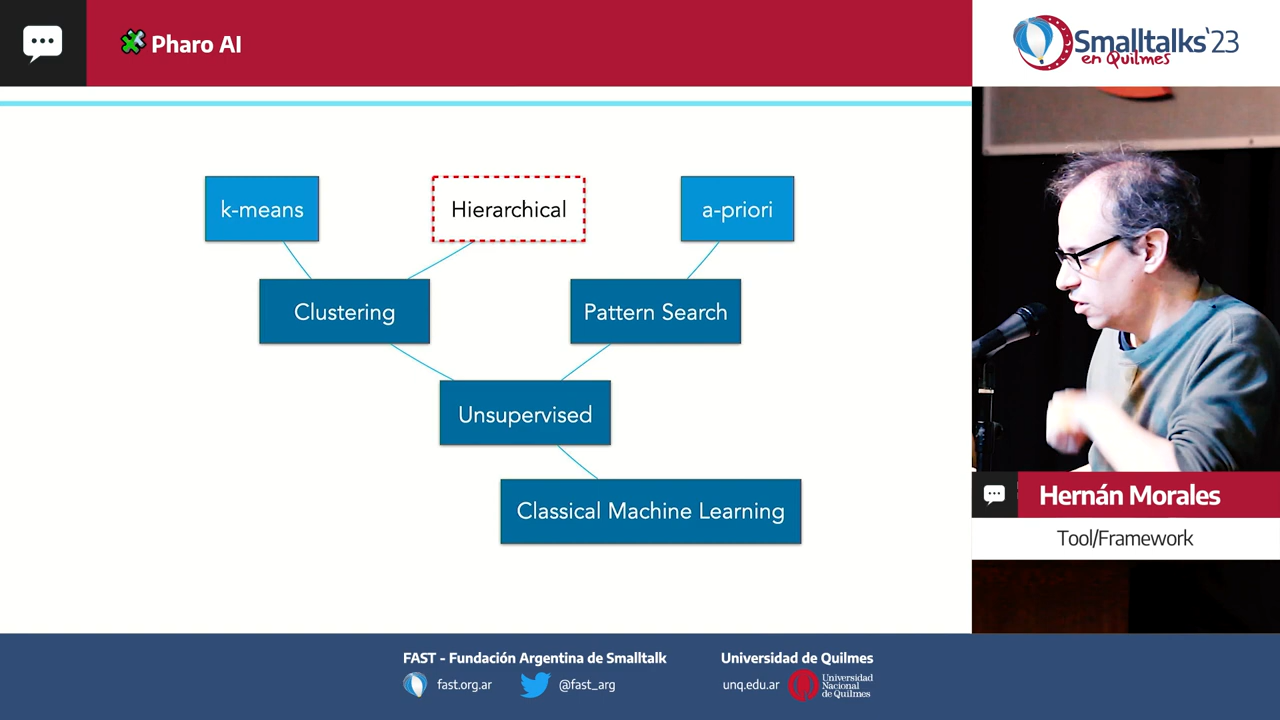 Pharo AI
Smalltalks'23
en Quilmes
k-means
Hierarchical
a-priori
Clustering
Pattern Search
Unsupervised
Classical Machine Learning
Hernán Morales
Tool/Framework
FAST - Fundación Argentina de Smalltalk
fast.org.ar
@fast_arg
Universidad de Quilmes
unq.edu.ar
Universidad
Nacional
de Quilmes